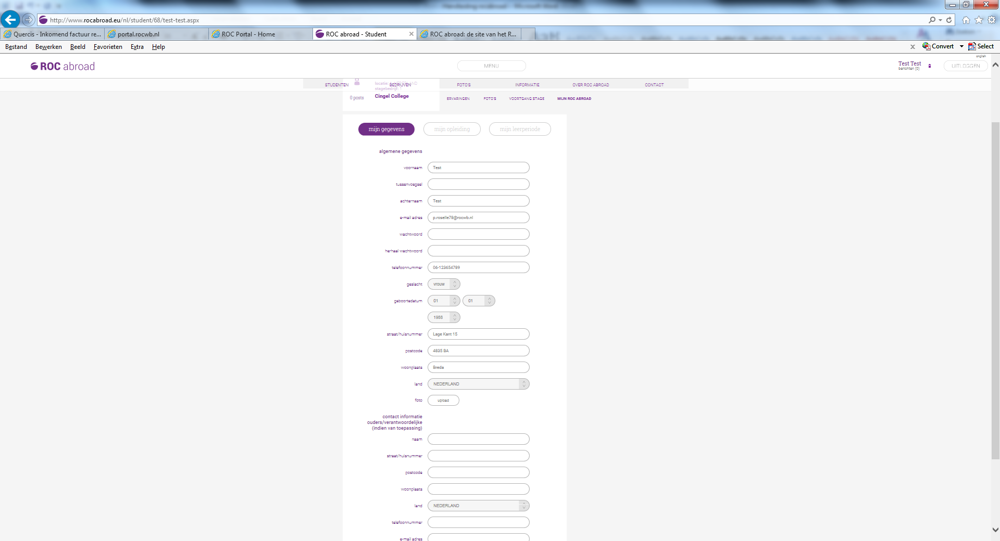 http://www.rocabroad.eu/nl/student/68/test-test.aspx
Quercis - Inkomend factuur re...
portal.rocwb.nl
ROC Portal - Home
ROC abroad - Student
ROC abroad: de site van het R...
Bestand Bewerken Beeld Favorieten Extra Help
Convert Select
english
ROC abroad
MENU
Test Test
berichten (0)
UITLOGGEN
STUDENTEN BEDRIJVEN FOTO'S INFORMATIE OVER ROC ABROAD CONTACT
locatie:
stagebedrijf: 1
0 posts
Cingel College
ERVARINGEN FOTO'S VOORTGANG STAGE MIJN ROC ABROAD
mijn gegevens mijn opleiding mijn leerperiode
algemene gegevens
voornaam Test
tussenvoegsel
achternaam Test
e-mail adres p.roselle78@rocwb.nl
wachtwoord
herhaal wachtwoord
telefoonnummer 06-123654789
geslacht vrouw
geboortedatum 01 01
1988
straat/huisnummer Lage Kant 15
postcode 4835 BA
woonplaats Breda
land NEDERLAND
foto upload
contact informatie
ouders/verantwoordelijke
(indien van toepassing)
naam
straat/huisnummer
postcode
woonplaats
land NEDERLAND
telefoonnummer
e-mail adres